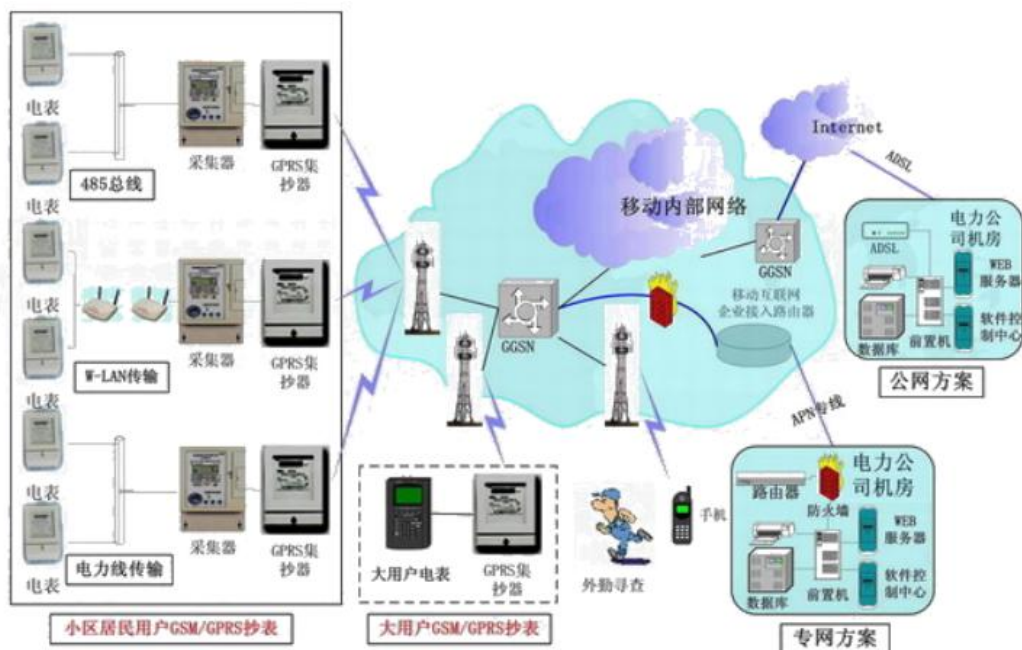 电表
电表
485总线
采集器
GPRS集
抄器
电表
电表
W-LAN传输
采集器
GPRS集
抄器
电表
电表
电力线传输
采集器
GPRS集
抄器
小区居民用户GSM/GPRS抄表
移动内部网络
Internet
ADSL
GGSN
GGSN
移动互联网
企业接入路由器
APN专线
大用户电表
GPRS集
抄器
大用户GSM/GPRS抄表
外勤寻查
手机
电力公
司机房
ADSL
WEB
服务器
数据库
前置机
软件控
制中心
公网方案
电力公
司机房
路由器
防火墙
WEB
服务器
数据库
前置机
软件控
制中心
专网方案